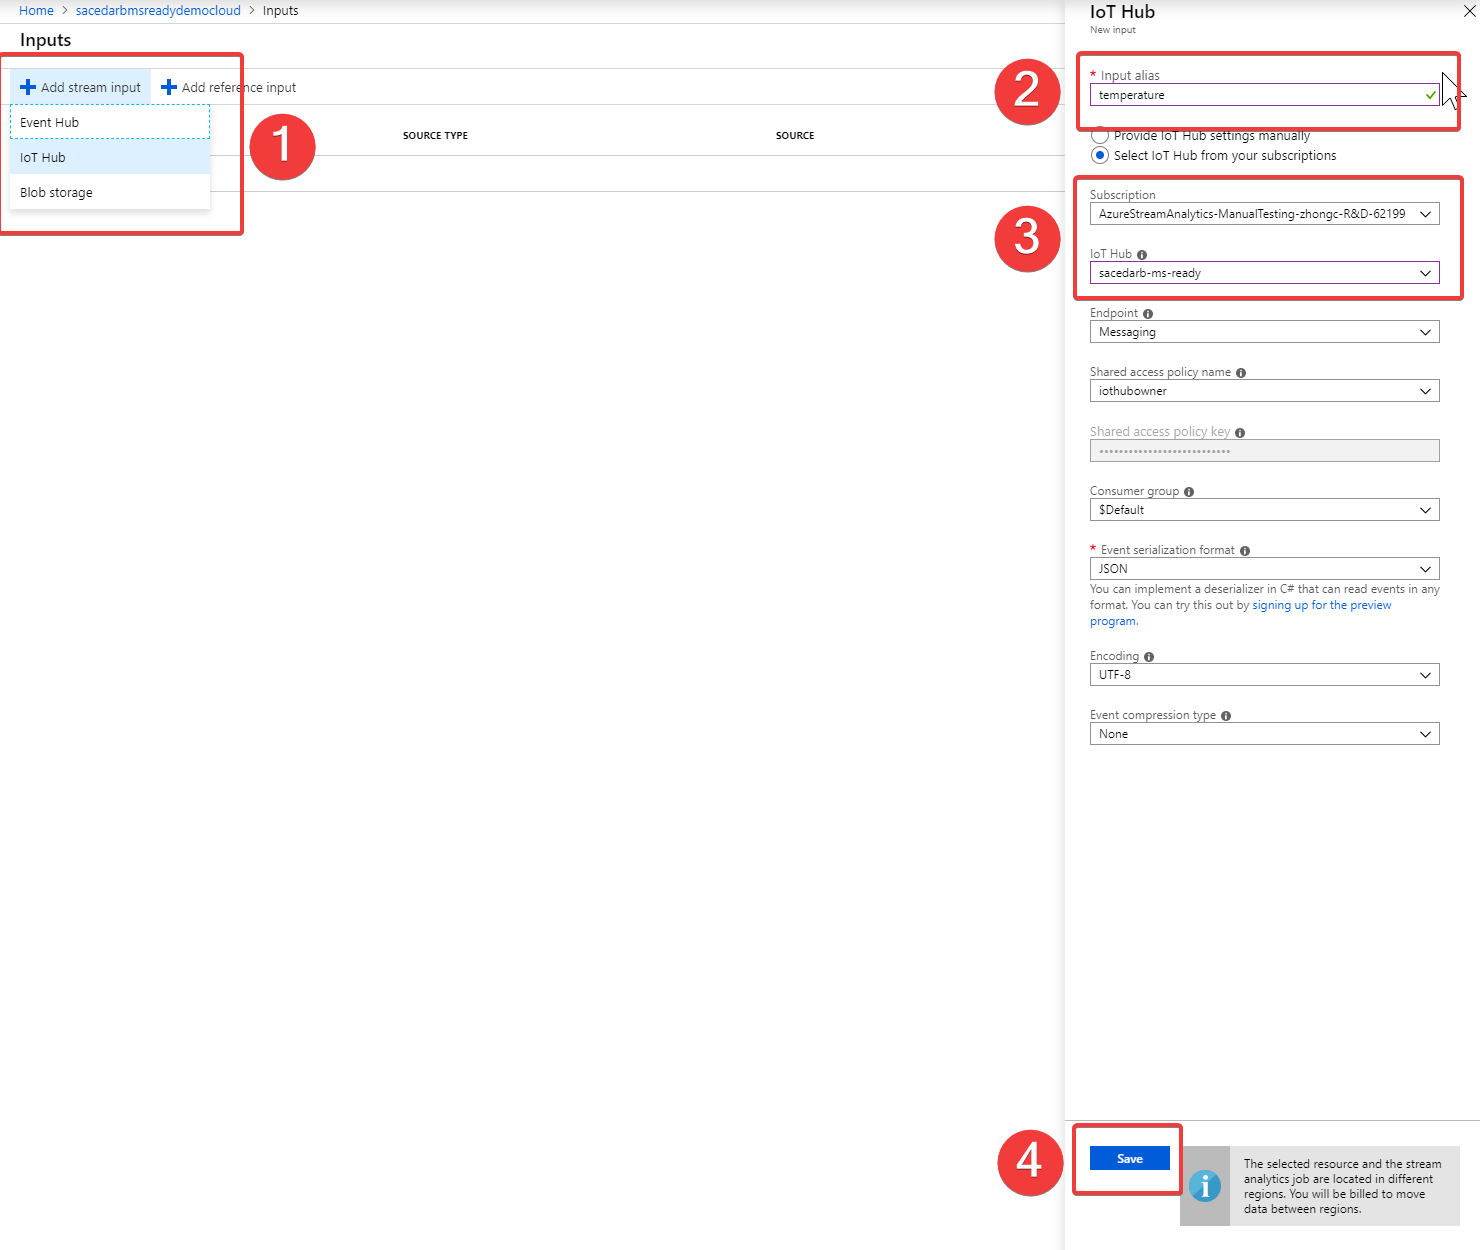 Home > sacedarbmsreadydemocloud > Inputs
Inputs
Add stream input
Add reference input
Event Hub
IoT Hub
Blob storage
1
SOURCE TYPE
SOURCE
IoT Hub
New input
2
* Input alias
temperature
Provide IoT Hub settings manually
Select IoT Hub from your subscriptions
3
Subscription
AzureStreamAnalytics-ManualTesting-zhongc-R&D-62199
IoT Hub
sacedarb-ms-ready
Endpoint
Messaging
Shared access policy name
iothubowner
Shared access policy key
Consumer group
$Default
* Event serialization format
JSON
You can implement a deserializer in C# that can read events in any
format. You can try this out by signing up for the preview
program.
Encoding
UTF-8
Event compression type
None
4
Save
The selected resource and the stream
analytics job are located in different
regions. You will be billed to move
data between regions.